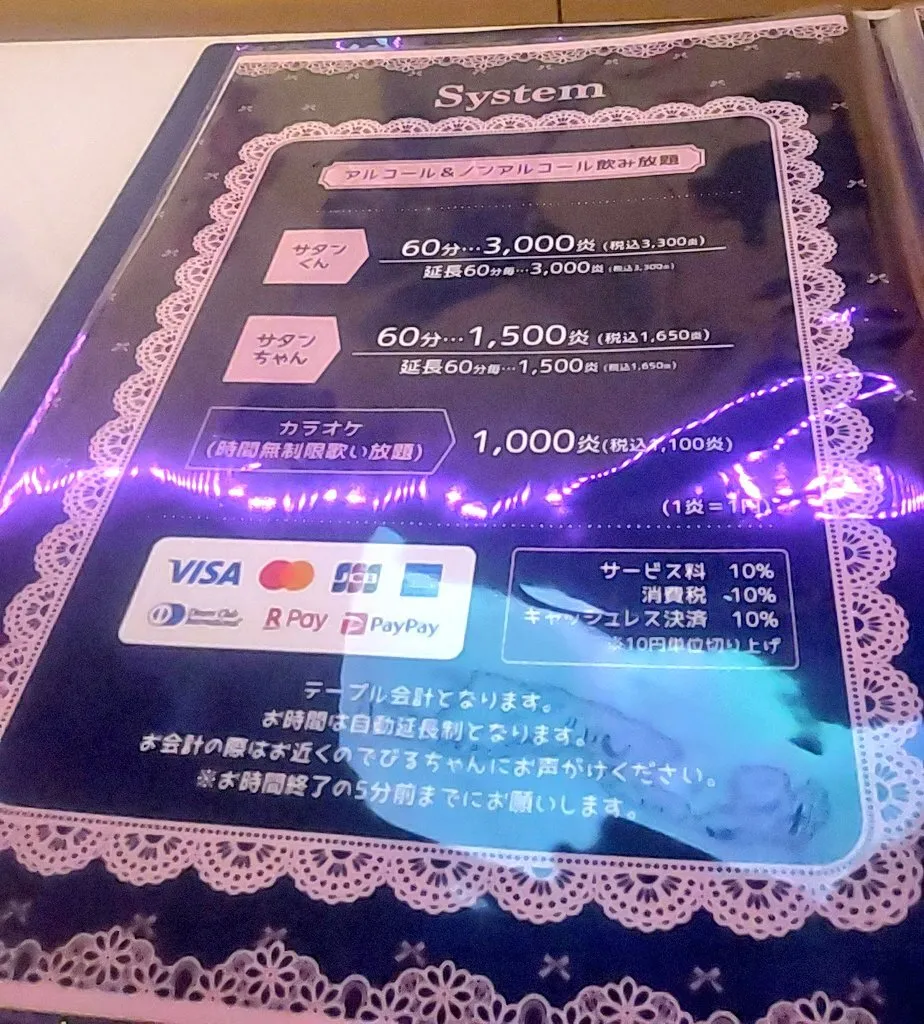 System
アルコール&ノンアルコール飲み放題
サタン
くん
60分…3,000炎 (税込3,300炎)
延長60分毎…3,000炎 (税込3,300炎)
サタン
ちゃん
60分…1,500炎 (税込1,650炎)
延長60分毎…1,500炎 (税込1,650炎)
カラオケ
(時間無制限歌い放題)
1,000炎(税込1,100炎)
(1炎=1円)
VISA
JCB
Diners Club
R Pay
PayPay
サービス料 10%
消費税 10%
キャッシュレス決済 10%
※10円単位切り上げ
テーブル会計となります。
お時間は自動延長制となります。
お会計の際はお近くのでびるちゃんにお声がけください。
※お時間終了の5分前までにお願いします。